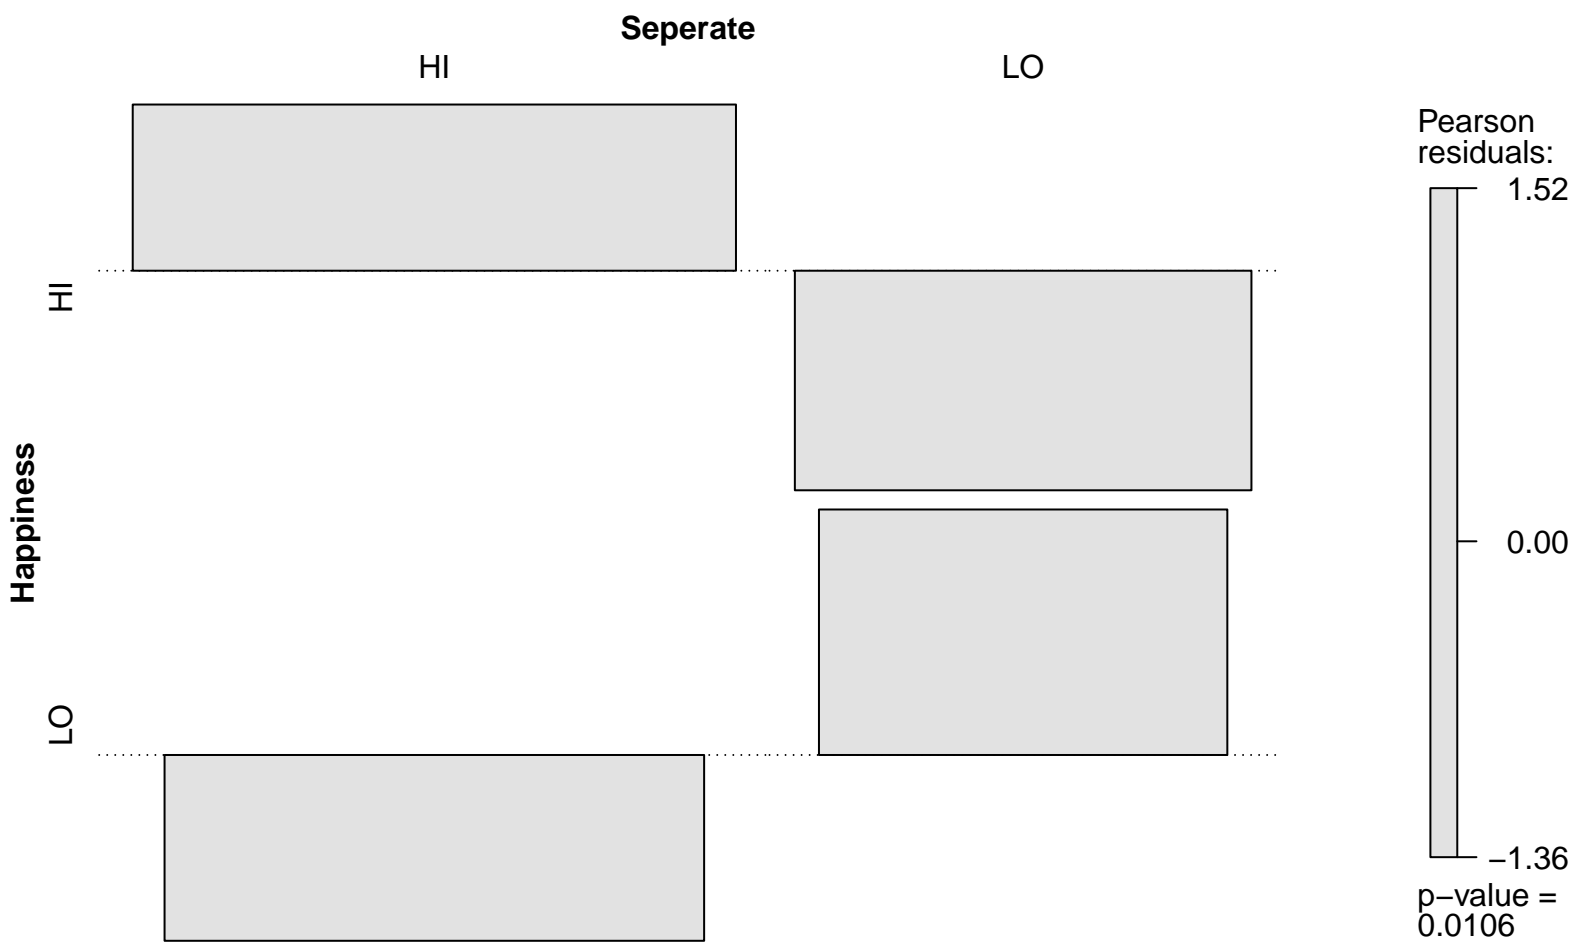 Seperate
HI
LO
Happiness
HI
LO
Pearson
residuals:
1.52
0.00
−1.36
p−value =
0.0106